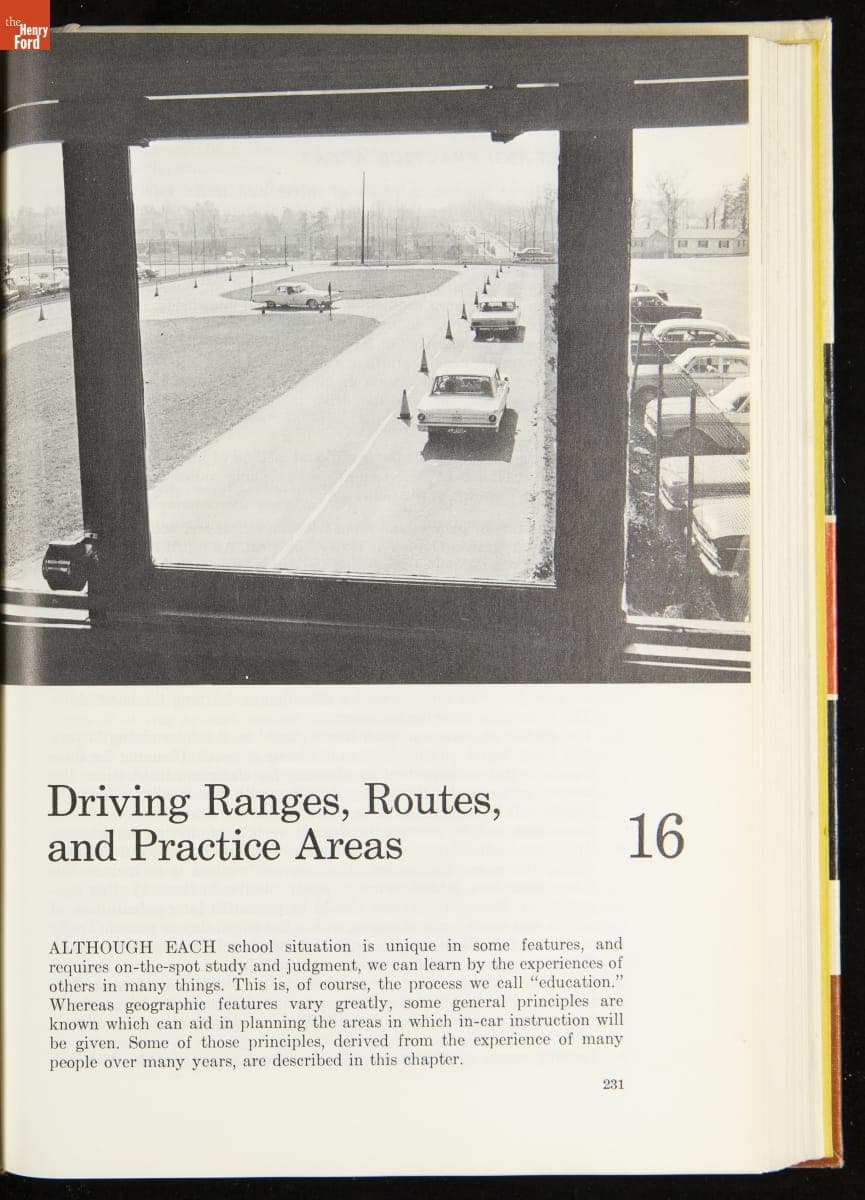 the
Henry
Ford
Driving Ranges, Routes,
and Practice Areas
16
ALTHOUGH EACH school situation is unique in some features, and
requires on-the-spot study and judgment, we can learn by the experiences of
others in many things. This is, of course, the process we call “education.”
Whereas geographic features vary greatly, some general principles are
known which can aid in planning the areas in which in-car instruction will
be given. Some of those principles, derived from the experience of many
people over many years, are described in this chapter.
231